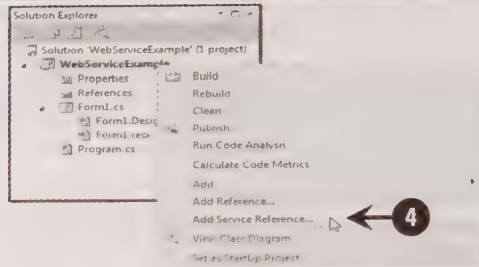 Solution Explorer
Solution 'WebServiceExample' (1 project)
WebServiceExample
Properties
References
Form1.cs
Form1.Desig
Form1.resx
Program.cs
Build
Rebuild
Clean
Publish
Run Code Analysis
Calculate Code Metrics
Add
Add Reference...
Add Service Reference...
View Class Diagram
Set as StartUp Project
4